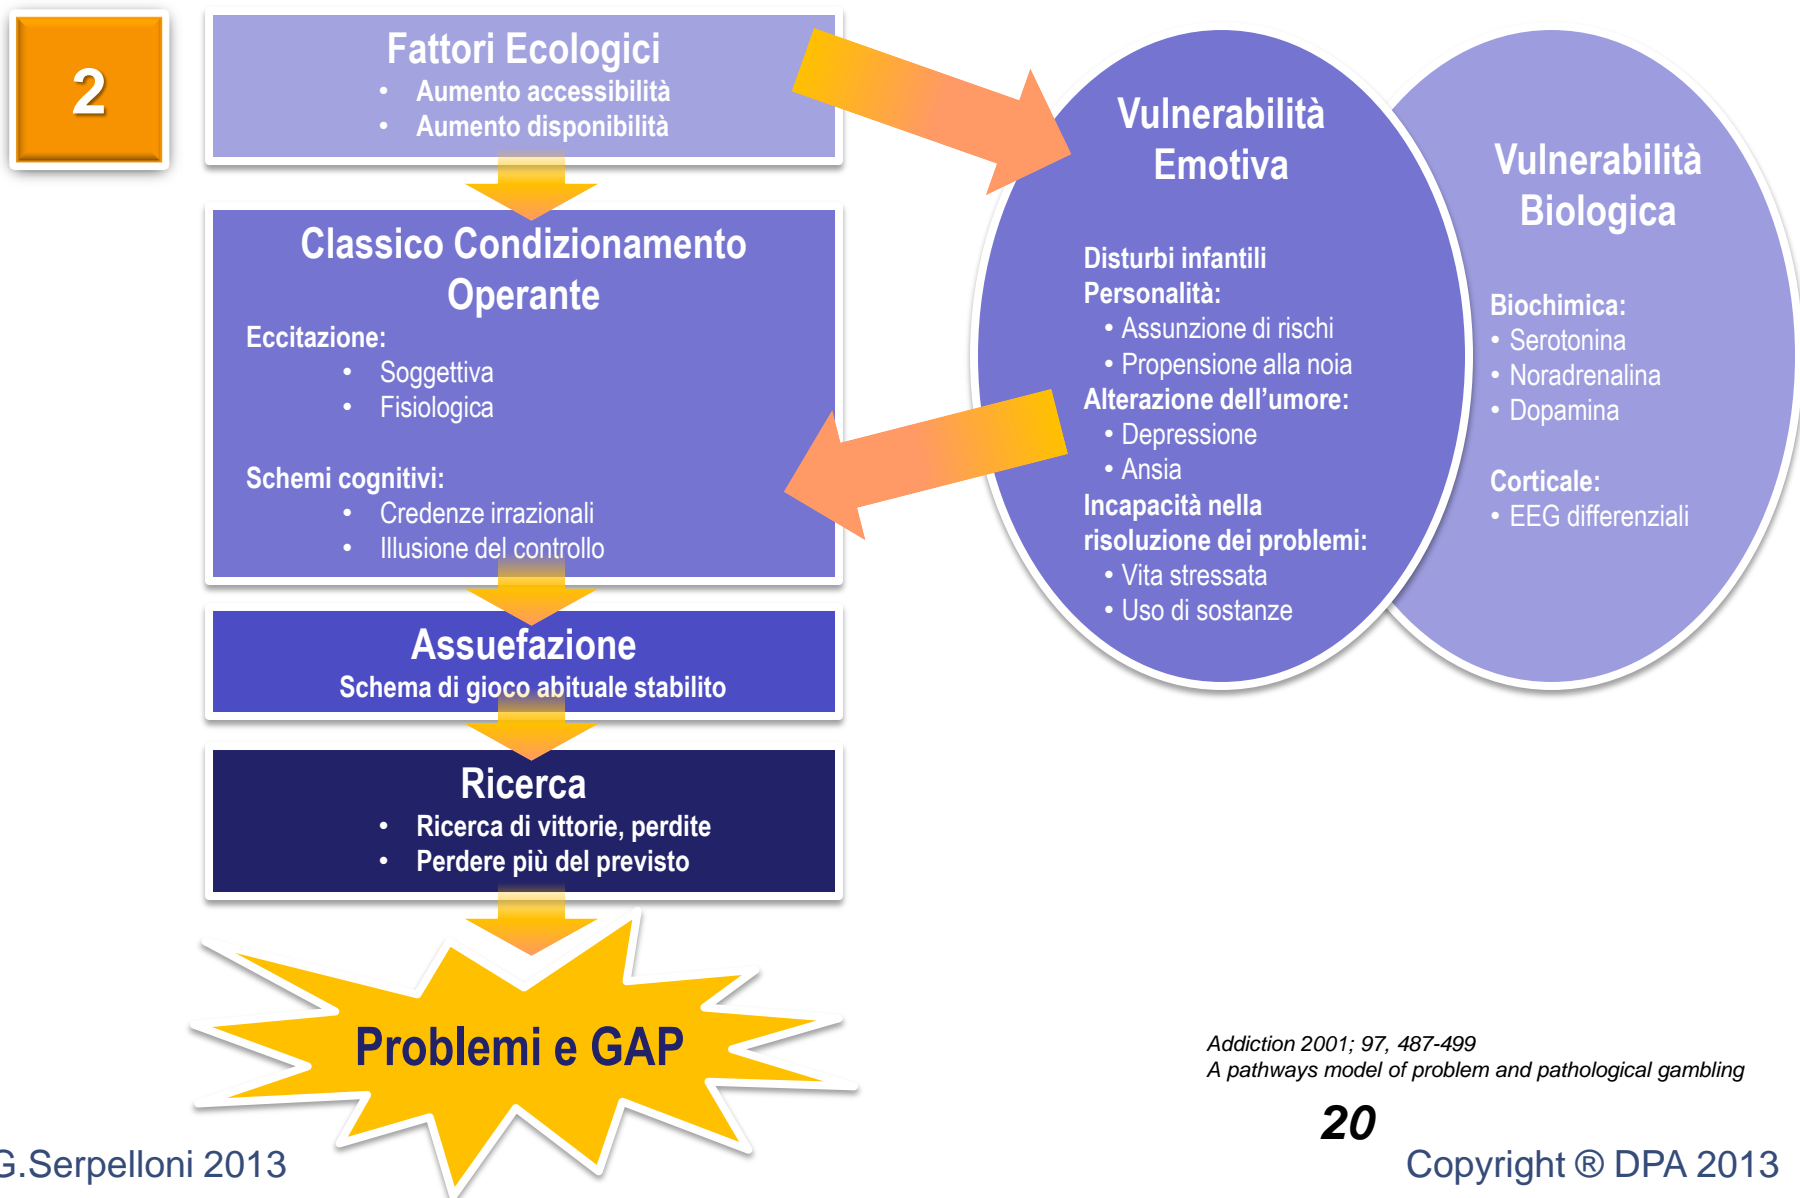 2
Fattori Ecologici
• Aumento accessibilità
• Aumento disponibilità
Classico Condizionamento
Operante
Eccitazione:
• Soggettiva
• Fisiologica
Schemi cognitivi:
• Credenze irrazionali
• Illusione del controllo
Assuefazione
Schema di gioco abituale stabilito
Ricerca
• Ricerca di vittorie, perdite
• Perdere più del previsto
Problemi e GAP
Vulnerabilità
Emotiva
Disturbi infantili
Personalità:
• Assunzione di rischi
• Propensione alla noia
Alterazione dell’umore:
• Depressione
• Ansia
Incapacità nella
risoluzione dei problemi:
• Vita stressata
• Uso di sostanze
Vulnerabilità
Biologica
Biochimica:
• Serotonina
• Noradrenalina
• Dopamina
Corticale:
• EEG differenziali
Addiction 2001; 97, 487-499
A pathways model of problem and pathological gambling
20
G.Serpelloni 2013
Copyright ® DPA 2013